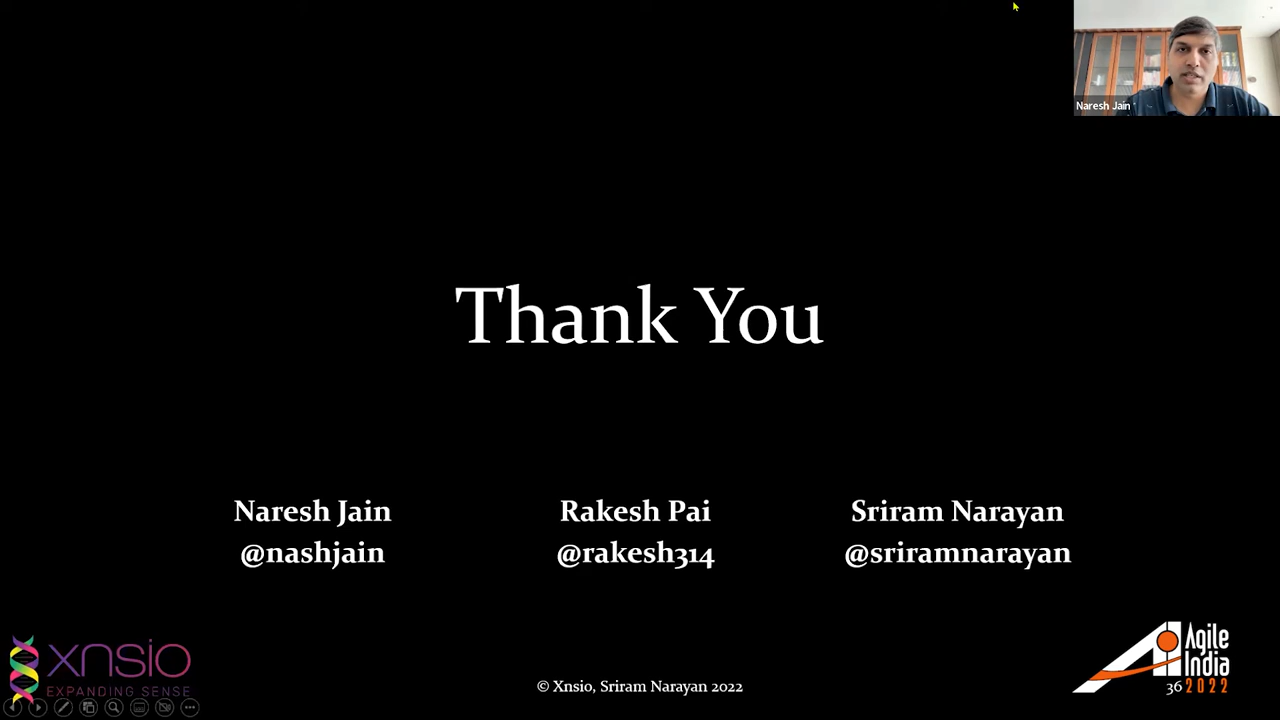 Naresh Jain
Thank You
Naresh Jain
@nashjain
Rakesh Pai
@rakesh314
Sriram Narayan
@sriramnarayan
xnsio
EXPANDING SENSE
© Xnsio, Sriram Narayan 2022
Agile
India
36 2022